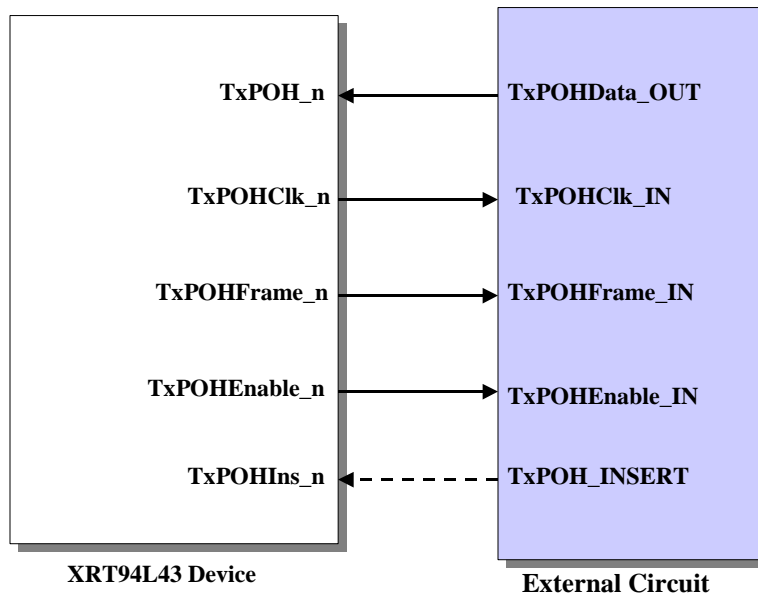 TxPOH_n
TxPOHData_OUT
TxPOHClk_n
TxPOHClk_IN
TxPOHFrame_n
TxPOHFrame_IN
TxPOHEnable_n
TxPOHEnable_IN
TxPOHIns_n
TxPOH_INSERT
XRT94L43 Device
External Circuit